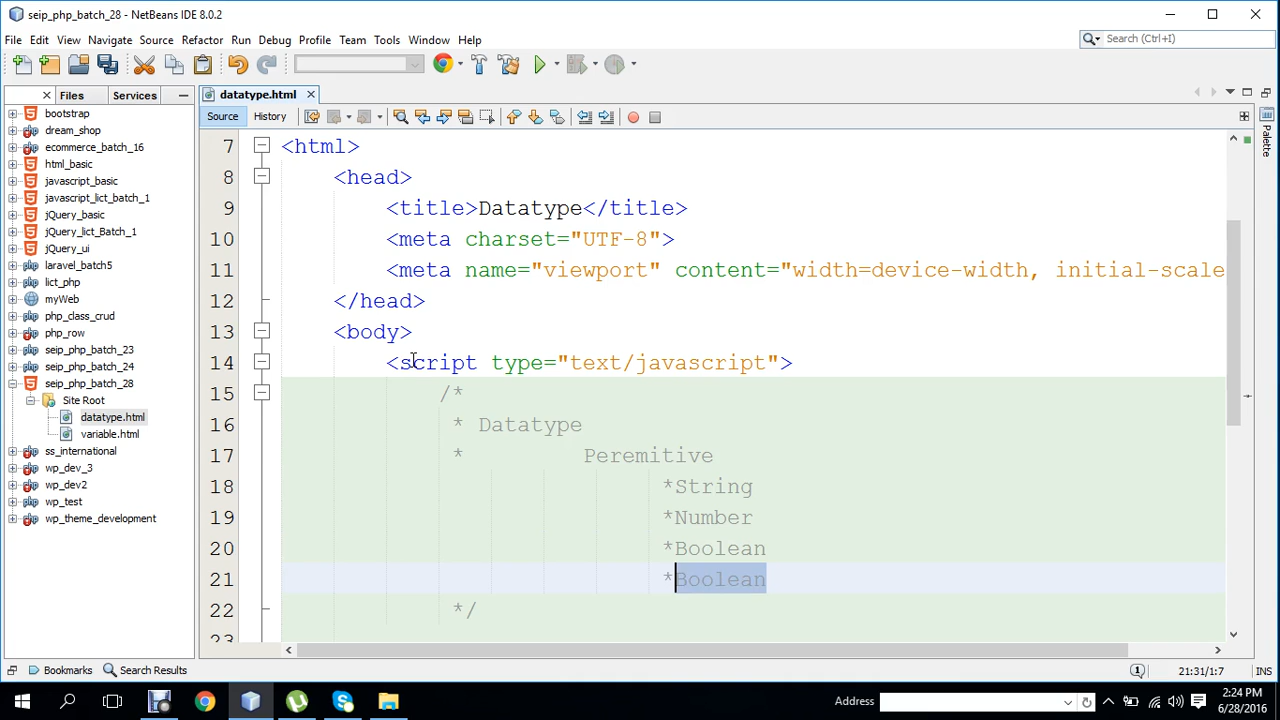 seip_php_batch_28 - NetBeans IDE 8.0.2
File Edit View Navigate Source Refactor Run Debug Profile Team Tools Window Help
Search (Ctrl+I)
Files Services
datatype.html
Source History
bootstrap
dream_shop
ecommerce_batch_16
html_basic
javascript_basic
javascript_lict_batch_1
jQuery_basic
jQuery_lict_Batch_1
jQuery_ui
laravel_batch5
lict_php
myWeb
php_class_crud
php_row
seip_php_batch_23
seip_php_batch_24
seip_php_batch_28
Site Root
datatype.html
variable.html
ss_international
wp_dev_3
wp_dev2
wp_test
wp_theme_development
7 <html>
8 <head>
9 <title>Datatype</title>
10 <meta charset="UTF-8">
11 <meta name="viewport" content="width=device-width, initial-scale
12 </head>
13 <body>
14 <script type="text/javascript">
15 /*
16 * Datatype
17 * Peremitive
18 *String
19 *Number
20 *Boolean
21 *Boolean
22 */
23
Palette
Bookmarks Search Results
1
21:31/1:7 INS
Address
2:24 PM
6/28/2016